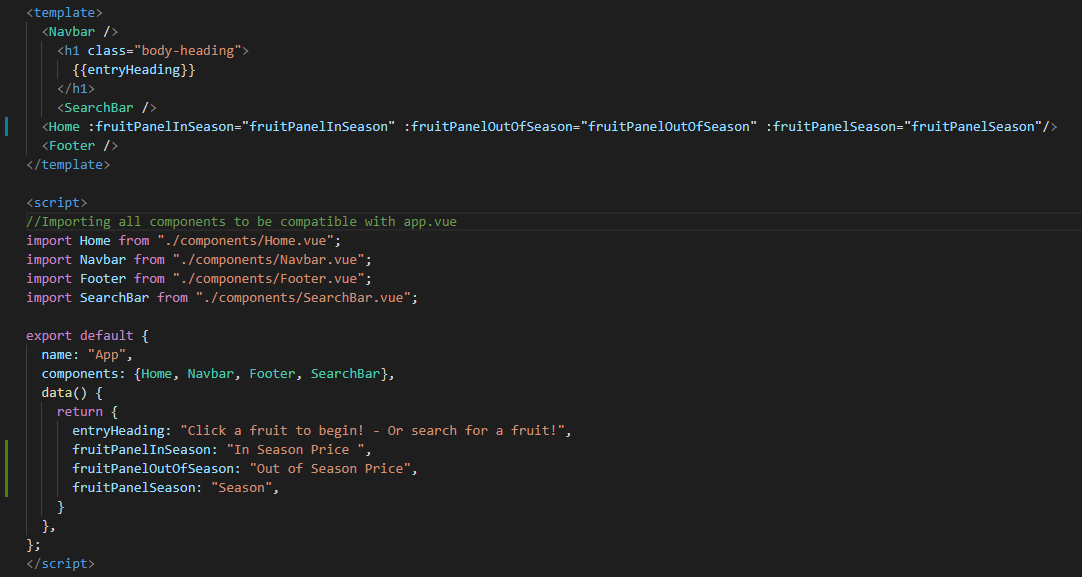 <template>
  <Navbar />
    <h1 class="body-heading">
      {{entryHeading}}
    </h1>
    <SearchBar />
  <Home :fruitPanelInSeason="fruitPanelInSeason" :fruitPanelOutOfSeason="fruitPanelOutOfSeason" :fruitPanelSeason="fruitPanelSeason"/>
  <Footer />
</template>

<script>
//Importing all components to be compatible with app.vue
import Home from "./components/Home.vue";
import Navbar from "./components/Navbar.vue";
import Footer from "./components/Footer.vue";
import SearchBar from "./components/SearchBar.vue";

export default {
  name: "App",
  components: {Home, Navbar, Footer, SearchBar},
  data() {
    return {
      entryHeading: "Click a fruit to begin! - Or search for a fruit!",
      fruitPanelInSeason: "In Season Price ",
      fruitPanelOutOfSeason: "Out of Season Price",
      fruitPanelSeason: "Season",
    }
  },
};
</script>